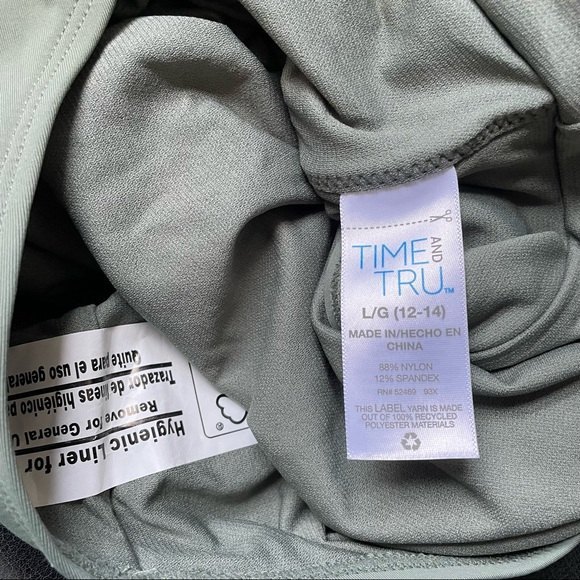 TIME AND
TRU™
L/G (12-14)
MADE IN/HECHO EN
CHINA
88% NYLON
12% SPANDEX
RN# 52469 93X
THIS LABEL YARN IS MADE
OUT OF 100% RECYCLED
POLYESTER MATERIALS
Hygienic Liner for
Remove for General U
Trazador de líneas higiénico pa
Quite para el uso genera